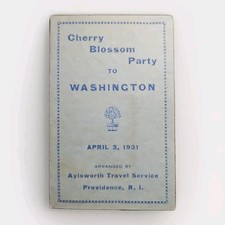 Cherry
Blossom
Party
TO
WASHINGTON
APRIL 3, 1931
ARRANGED BY
Aylsworth Travel Service
Providence, R. I.